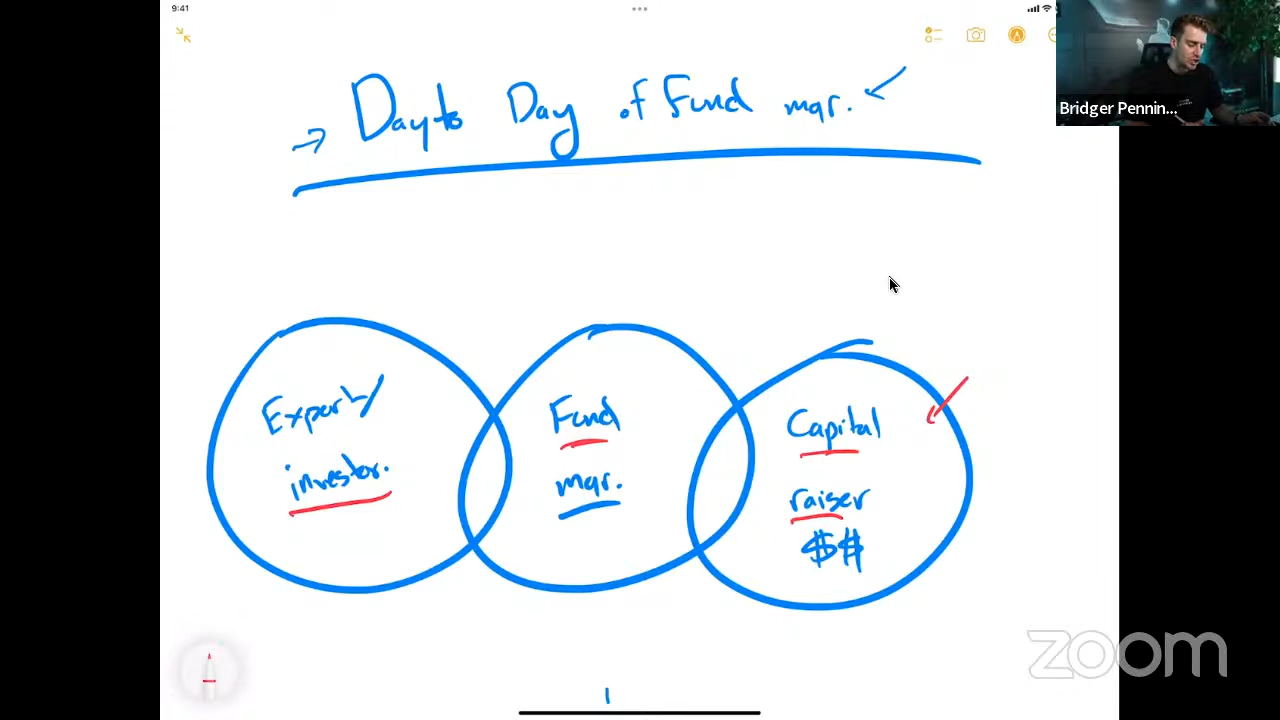 9:41
Day to Day of Fund mgr.
Bridger Pennin...
Expert/
investor.
Fund
mgr.
Capital
raiser
$$
zoom